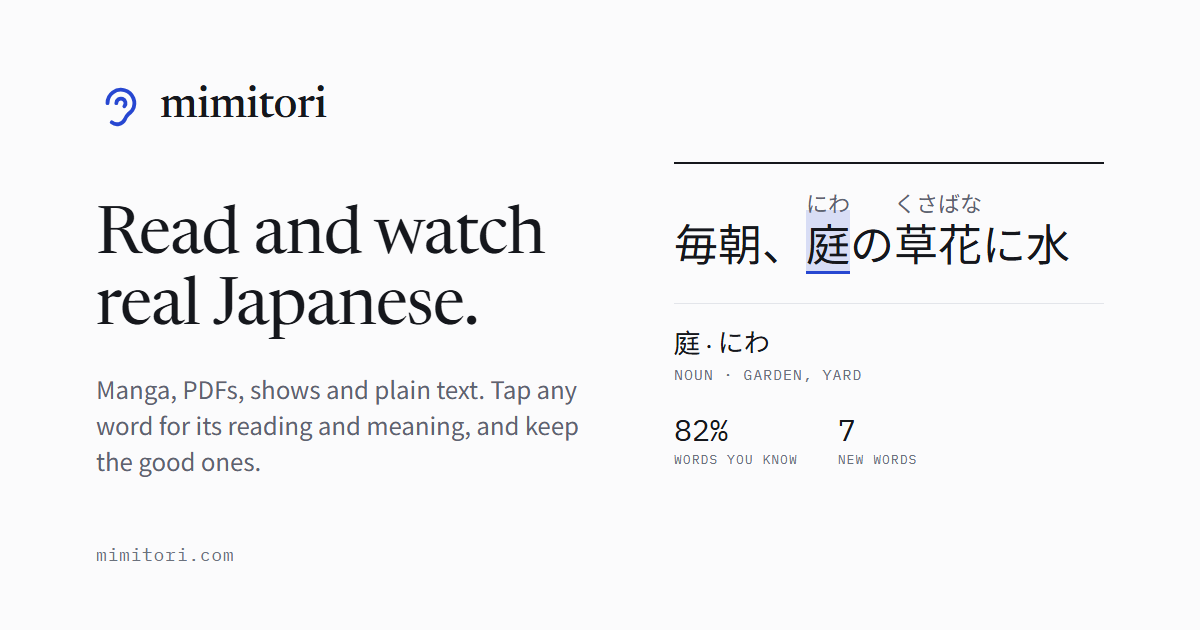 mimitori
Read and watch
real Japanese.
Manga, PDFs, shows and plain text. Tap any
word for its reading and meaning, and keep
the good ones.
mimitori.com
にわ くさばな
毎朝、庭の草花に水
庭 · にわ
NOUN · GARDEN, YARD
82% 7
WORDS YOU KNOW NEW WORDS